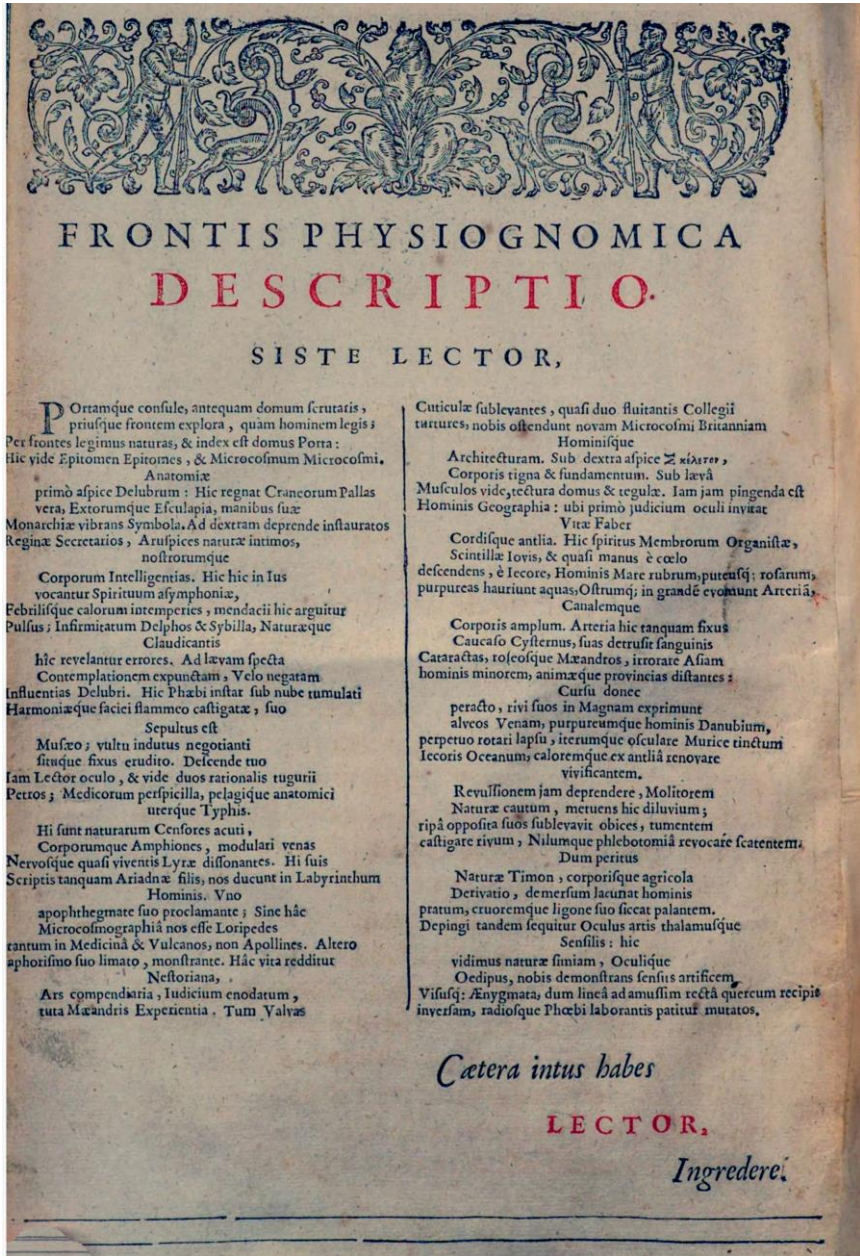 FRONTIS PHYSIOGNOMICA
DESCRIPTIO.
SISTE LECTOR,
POrtamque consule, antequam domum scrutaris,
priusque frontem explora, quàm hominem legis;
Per frontes legimus naturas, & index est domus Porta:
Hic vide Epitomen Epitomes, & Microcosmum Microcosmi.
Anatomiæ
primò aspice Delubrum: Hic regnat Craneorum Pallas
vera, Extorumque Esculapia, manibus suæ
Monarchiæ vibrans Symbola. Ad dextram deprende instauratos
Reginæ Secretarios, Aruspices naturæ intimos,
nostrorumque
Corporum Intelligentias. Hic hic in Ius
vocantur Spirituum asymphoniæ,
Febrilisque calorum intemperies, mendacii hic arguitur
Pulsus; Infirmitatum Delphos & Sybilla, Naturæque
Claudicantis
hîc revelantur errores. Ad lævam specta
Contemplationem expunctam, Velo negatam
Influentias Delubri. Hic Phæbi instar sub nube tumulati
Harmoniæque faciei flammeo castigatæ, suo
Sepultus est
Musæo; vultu indutus negotianti
situque fixus erudito. Descende tuo
Iam Lector oculo, & vide duos rationalis tugurii
Petros; Medicorum perspicilla, pelagique anatomici
uterque Typhis.
Hi sunt naturarum Censores acuti,
Corporumque Amphiones, modulari venas
Nervosque quasi viventis Lyræ dissonantes. Hi suis
Scriptis tanquam Ariadnæ filis, nos ducunt in Labyrinthum
Hominis. Vno
apophthegmate suo proclamante; Sine hâc
Microcosmographiâ nos esse Loripedes
tantum in Medicinâ & Vulcanos, non Apollines. Altero
aphorismo suo limato, monstrante. Hâc vita redditur
Nestoriana,
Ars compendiaria, Iudicium enodatum,
tuta Mæandris Experientia. Tum Valvas
Cuticulæ sublevantes, quasi duo fluitantis Collegii
turtures, nobis ostendunt novam Microcosmi Britanniam
Hominisque
Architecturam. Sub dextra aspice Σκέλετον,
Corporis tigna & fundamentum. Sub lævâ
Musculos vide, tectura domus & tegulæ. Iam jam pingenda est
Hominis Geographia: ubi primò judicium oculi invitat
Vitæ Faber
Cordisque antlia. Hic spiritus Membrorum Organistæ,
Scintillæ Iovis, & quasi manus è cœlo
descendens, è Iecore, Hominis Mare rubrum, puteusq; rosarum,
purpureas hauriunt aquas, Ostrumq; in grandē evomunt Arteriā,
Canalemque
Corporis amplum. Arteria hic tanquam fixus
Caucaso Cysternus, suas detrusit sanguinis
Cataractas, roseosque Mæandros, irrorare Asiam
hominis minorem, animæque provincias distantes:
Cursu donec
peracto, rivi suos in Magnam exprimunt
alveos Venam, purpureumque hominis Danubium,
perpetuo rotari lapsu, iterumque osculare Murice tinctum
Iecoris Oceanum, caloremque ex antliâ renovare
vivificantem.
Revulsionem jam deprendere, Molitorem
Naturæ cautum, metuens hic diluvium;
ripâ opposita suos sublevavit obices, tumentem
castigare rivum, Nilumque phlebotomiâ revocare scatentem.
Dum peritus
Naturæ Timon, corporisque agricola
Derivatio, demersum lacunat hominis
pratum, cruoremque ligone suo siccat palantem.
Depingi tandem sequitur Oculus artis thalamusque
Sensilis: hic
vidimus naturæ simiam, Oculique
Oedipus, nobis demonstrans sensus artificem
Visusq; Ænygmata, dum lineâ ad amussim rectâ quercum recipit
inversam, radiosque Phœbi laborantis patitur mutatos.
Cætera intus habes
LECTOR,
Ingredere.